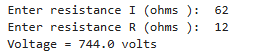 Enter resistance I (ohms ):  62
Enter resistance R (ohms ):  12
Voltage = 744.0 volts